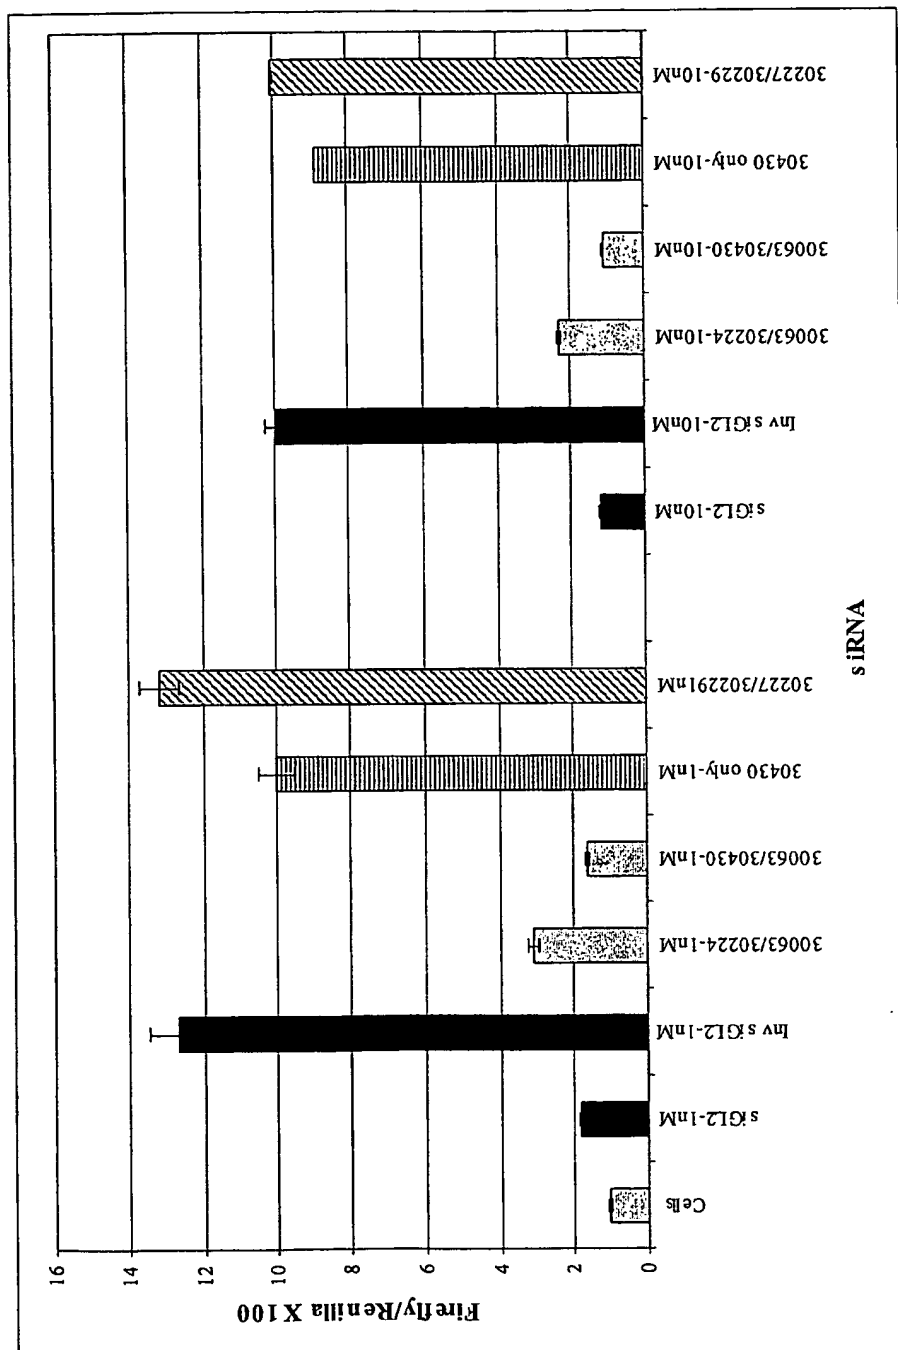 Firefly/Renilla X 100
16
14
12
10
8
6
4
2
0
Cells
siGL2-1nM
Inv siGL2-1nM
30063/30224-1nM
30063/30430-1nM
30430 only-1nM
30227/302291nM
siGL2-10nM
Inv siGL2-10nM
30063/30224-10nM
30063/30430-10nM
30430 only-10nM
30227/30229-10nM
siRNA